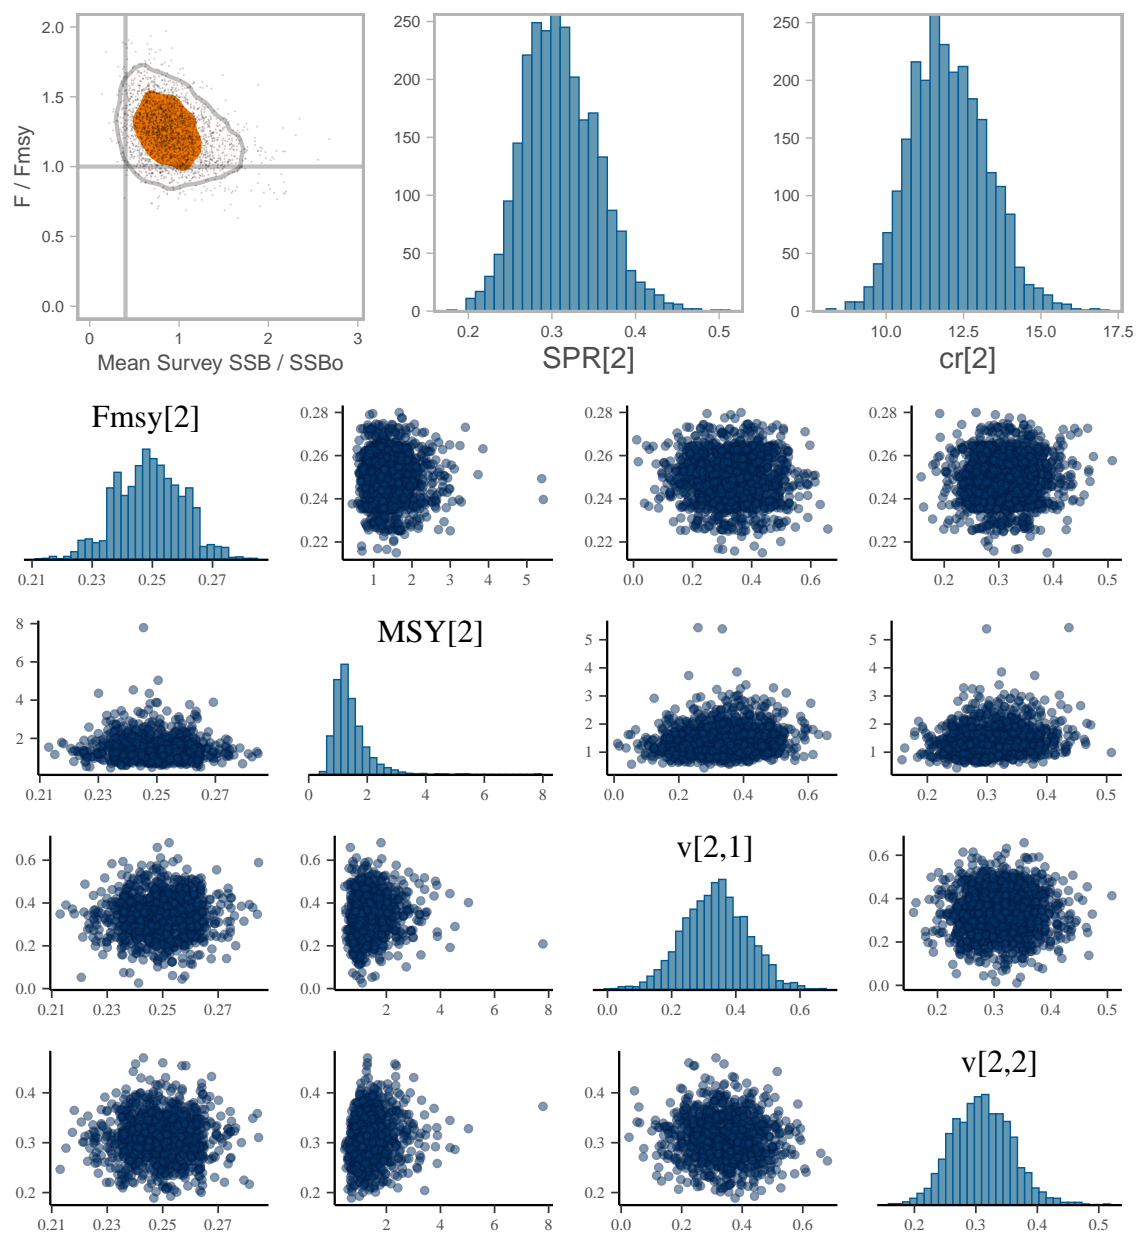 2.0
1.5
1.0
0.5
0.0
F / Fmsy
0 1 2 3
Mean Survey SSB / SSBo
250
200
150
100
50
0
0.2 0.3 0.4 0.5
SPR[2]
250
200
150
100
50
0
10.0 12.5 15.0 17.5
cr[2]
Fmsy[2]
0.21 0.23 0.25 0.27
0.28
0.26
0.24
0.22
1 2 3 4 5
0.28
0.26
0.24
0.22
0.0 0.2 0.4 0.6
0.28
0.26
0.24
0.22
0.2 0.3 0.4 0.5
8
6
4
2
0.21 0.23 0.25 0.27
MSY[2]
0 2 4 6 8
5
4
3
2
1
0.0 0.2 0.4 0.6
5
4
3
2
1
0.2 0.3 0.4 0.5
0.6
0.4
0.2
0.0
0.21 0.23 0.25 0.27
0.6
0.4
0.2
0.0
2 4 6 8
v[2,1]
0.0 0.2 0.4 0.6
0.6
0.4
0.2
0.0
0.2 0.3 0.4 0.5
0.4
0.3
0.2
0.21 0.23 0.25 0.27
0.4
0.3
0.2
2 4 6 8
0.4
0.3
0.2
0.0 0.2 0.4 0.6
v[2,2]
0.2 0.3 0.4 0.5